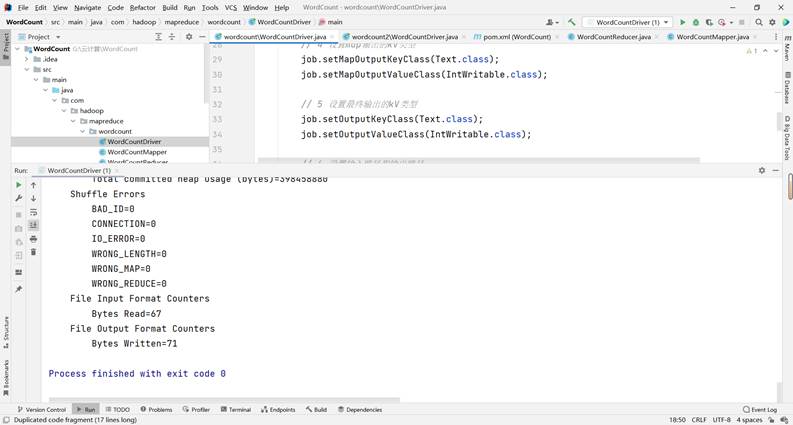 File Edit View Navigate Code Refactor Build Run Tools VCS Window Help WordCount - wordcount\WordCountDriver.java
WordCount src main java com hadoop mapreduce wordcount WordCountDriver main WordCountDriver (1)
Project
wordcount\WordCountDriver.java wordcount2\WordCountDriver.java pom.xml (WordCount) WordCountReducer.java WordCountMapper.java
WordCount G:\云计算\WordCount
.idea
src
main
java
com
hadoop
mapreduce
wordcount
WordCountDriver
WordCountMapper
WordCountReducer
28 // 4 设置map输出的kV类型
29 job.setMapOutputKeyClass(Text.class);
30 job.setMapOutputValueClass(IntWritable.class);
31
32 // 5 设置最终输出的kV类型
33 job.setOutputKeyClass(Text.class);
34 job.setOutputValueClass(IntWritable.class);
35
1
Project
Structure
Bookmarks
Maven
Database
Big Data Tools
Run: WordCountDriver (1)
Total committed heap usage (bytes)=398458880
Shuffle Errors
BAD_ID=0
CONNECTION=0
IO_ERROR=0
WRONG_LENGTH=0
WRONG_MAP=0
WRONG_REDUCE=0
File Input Format Counters
Bytes Read=67
File Output Format Counters
Bytes Written=71
Process finished with exit code 0
Version Control Run TODO Problems Profiler Terminal Endpoints Build Dependencies Event Log
Duplicated code fragment (17 lines long) 18:50 CRLF UTF-8 4 spaces